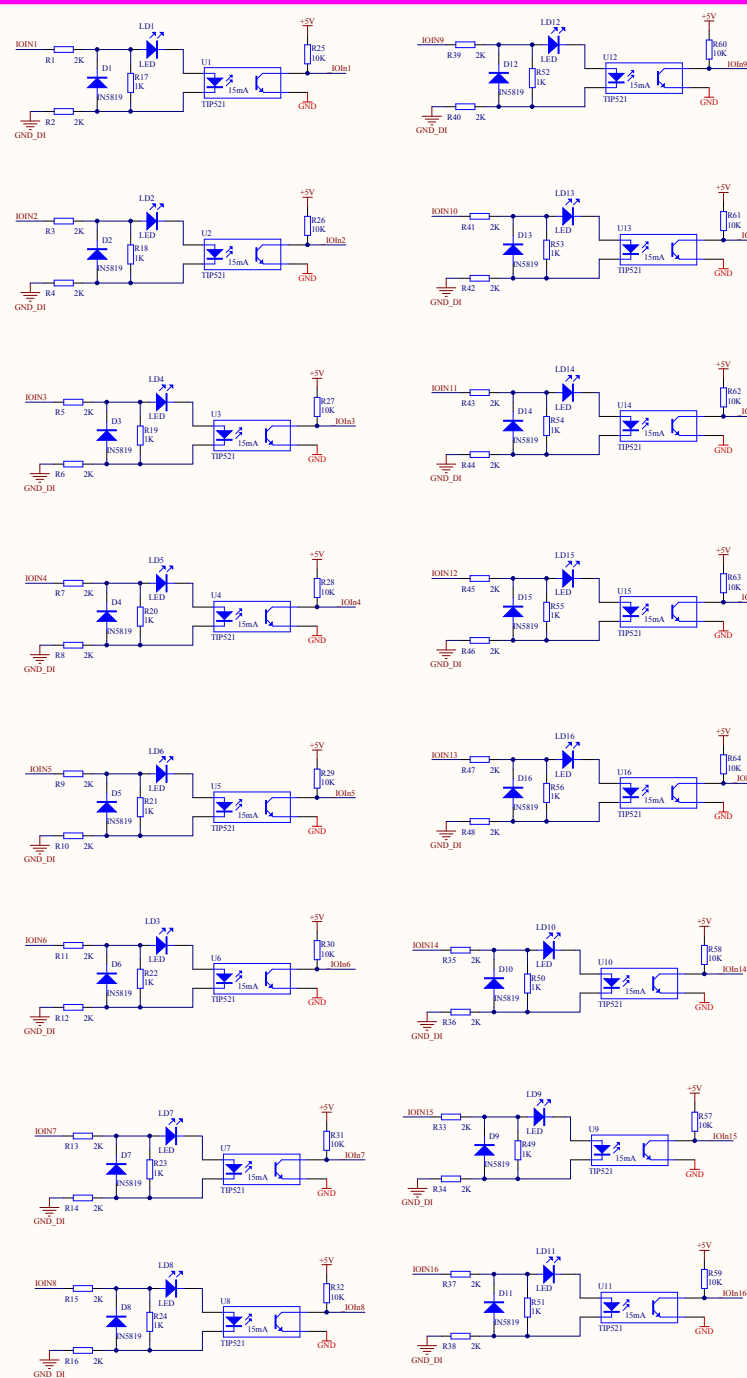 LD1
+5V
IOIN1
R1 2K
LED
D1
IN5819
R17
1K
U1
15mA
TIP521
R25
10K
IOIn1
GND
R2 2K
GND_DI
LD12
+5V
IOIN9
R39 2K
LED
D12
IN5819
R52
1K
U12
15mA
TIP521
R60
10K
IOIn9
GND
R40 2K
GND_DI
LD2
+5V
IOIN2
R3 2K
LED
D2
IN5819
R18
1K
U2
15mA
TIP521
R26
10K
IOIn2
GND
R4 2K
GND_DI
LD13
+5V
IOIN10
R41 2K
LED
D13
IN5819
R53
1K
U13
15mA
TIP521
R61
10K
GND
R42 2K
GND_DI
LD4
+5V
IOIN3
R5 2K
LED
D3
IN5819
R19
1K
U3
15mA
TIP521
R27
10K
IOIn3
GND
R6 2K
GND_DI
LD14
+5V
IOIN11
R43 2K
LED
D14
IN5819
R54
1K
U14
15mA
TIP521
R62
10K
GND
R44 2K
GND_DI
LD5
+5V
IOIN4
R7 2K
LED
D4
IN5819
R20
1K
U4
15mA
TIP521
R28
10K
IOIn4
GND
R8 2K
GND_DI
LD15
+5V
IOIN12
R45 2K
LED
D15
IN5819
R55
1K
U15
15mA
TIP521
R63
10K
GND
R46 2K
GND_DI
LD6
+5V
IOIN5
R9 2K
LED
D5
IN5819
R21
1K
U5
15mA
TIP521
R29
10K
IOIn5
GND
R10 2K
GND_DI
LD16
+5V
IOIN13
R47 2K
LED
D16
IN5819
R56
1K
U16
15mA
TIP521
R64
10K
GND
R48 2K
GND_DI
LD3
+5V
IOIN6
R11 2K
LED
D6
IN5819
R22
1K
U6
15mA
TIP521
R30
10K
IOIn6
GND
R12 2K
GND_DI
LD10
+5V
IOIN14
R35 2K
LED
D10
IN5819
R50
1K
U10
15mA
TIP521
R58
10K
IOIn14
GND
R36 2K
GND_DI
LD7
+5V
IOIN7
R13 2K
LED
D7
IN5819
R23
1K
U7
15mA
TIP521
R31
10K
IOIn7
GND
R14 2K
GND_DI
LD9
+5V
IOIN15
R33 2K
LED
D9
IN5819
R49
1K
U9
15mA
TIP521
R57
10K
IOIn15
GND
R34 2K
GND_DI
LD8
+5V
IOIN8
R15 2K
LED
D8
IN5819
R24
1K
U8
15mA
TIP521
R32
10K
IOIn8
GND
R16 2K
GND_DI
LD11
+5V
IOIN16
R37 2K
LED
D11
IN5819
R51
1K
U11
15mA
TIP521
R59
10K
IOIn16
GND
R38 2K
GND_DI